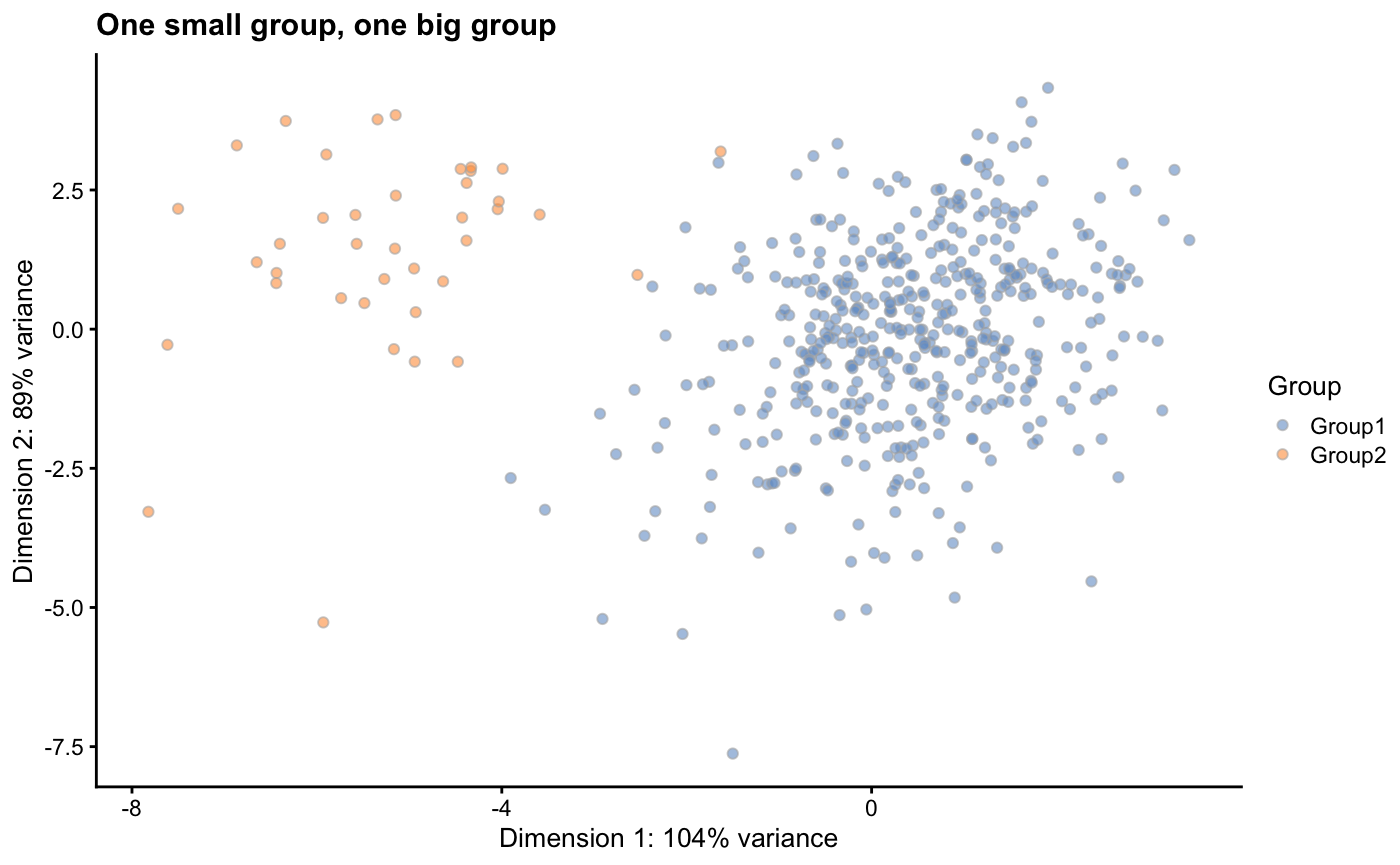 One small group, one big group
Dimension 2: 89% variance
2.5
0.0
-2.5
-5.0
-7.5
-8
-4
0
Dimension 1: 104% variance
Group
Group1
Group2